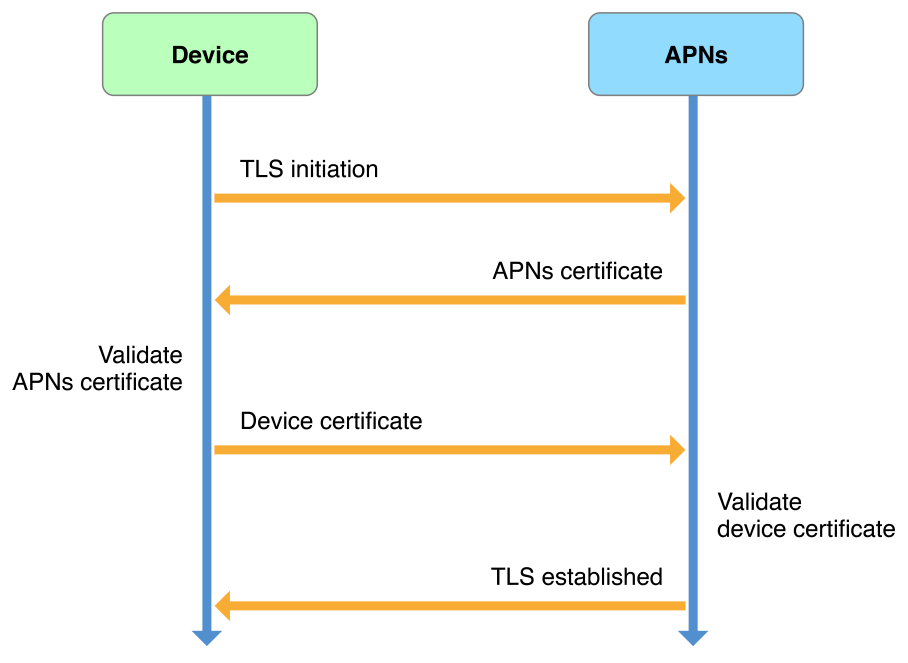 Device
APNs
TLS initiation
APNs certificate
Validate
APNs certificate
Device certificate
Validate
device certificate
TLS established